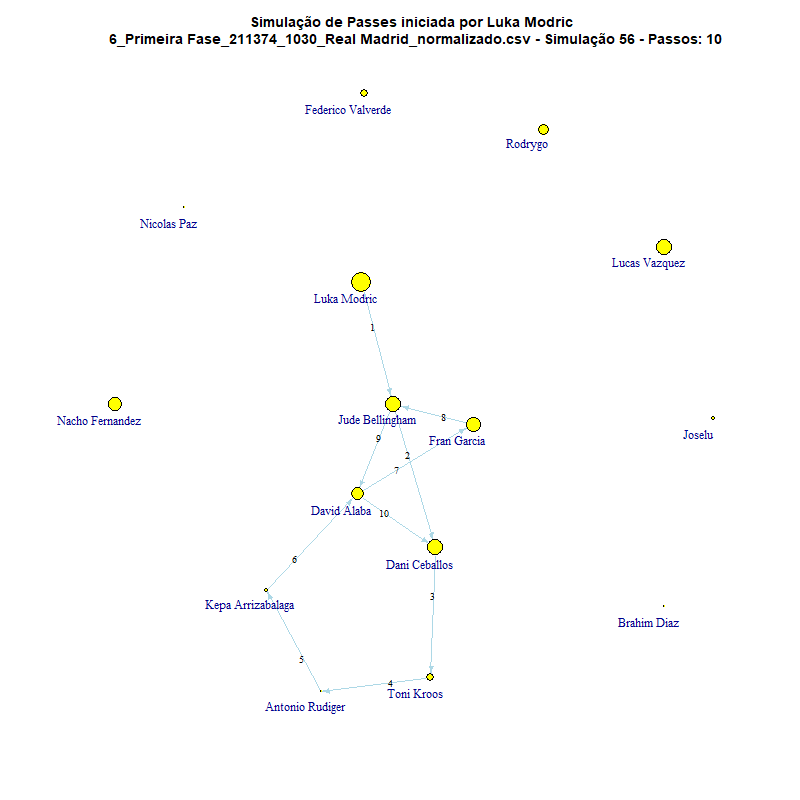 Simulação de Passes iniciada por Luka Modric
6_Primeira Fase_211374_1030_Real Madrid_normalizado.csv - Simulação 56 - Passos: 10
Federico Valverde
Rodrygo
Nicolas Paz
Lucas Vazquez
Luka Modric
1
Nacho Fernandez
Jude Bellingham
8
Joselu
Fran Garcia
9
2
7
David Alaba
10
Dani Ceballos
6
Kepa Arrizabalaga
3
Brahim Diaz
5
4
Toni Kroos
Antonio Rudiger